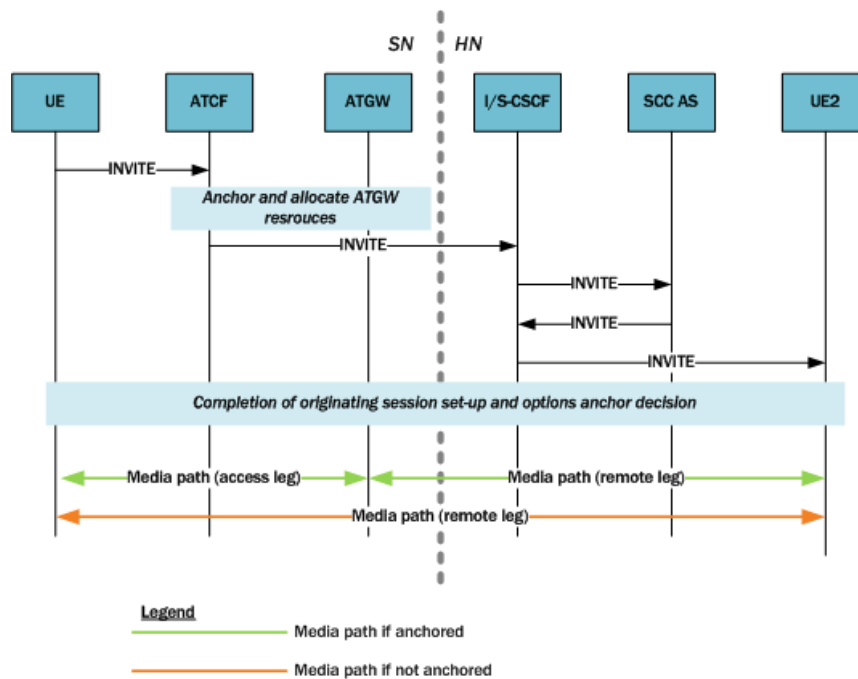 SN
HN
UE
ATCF
ATGW
I/S-CSCF
SCC AS
UE2
INVITE
Anchor and allocate ATGW
resrouces
INVITE
INVITE
INVITE
INVITE
Completion of originating session set-up and options anchor decision
Media path (access leg)
Media path (remote leg)
Media path (remote leg)
Legend
Media path if anchored
Media path if not anchored